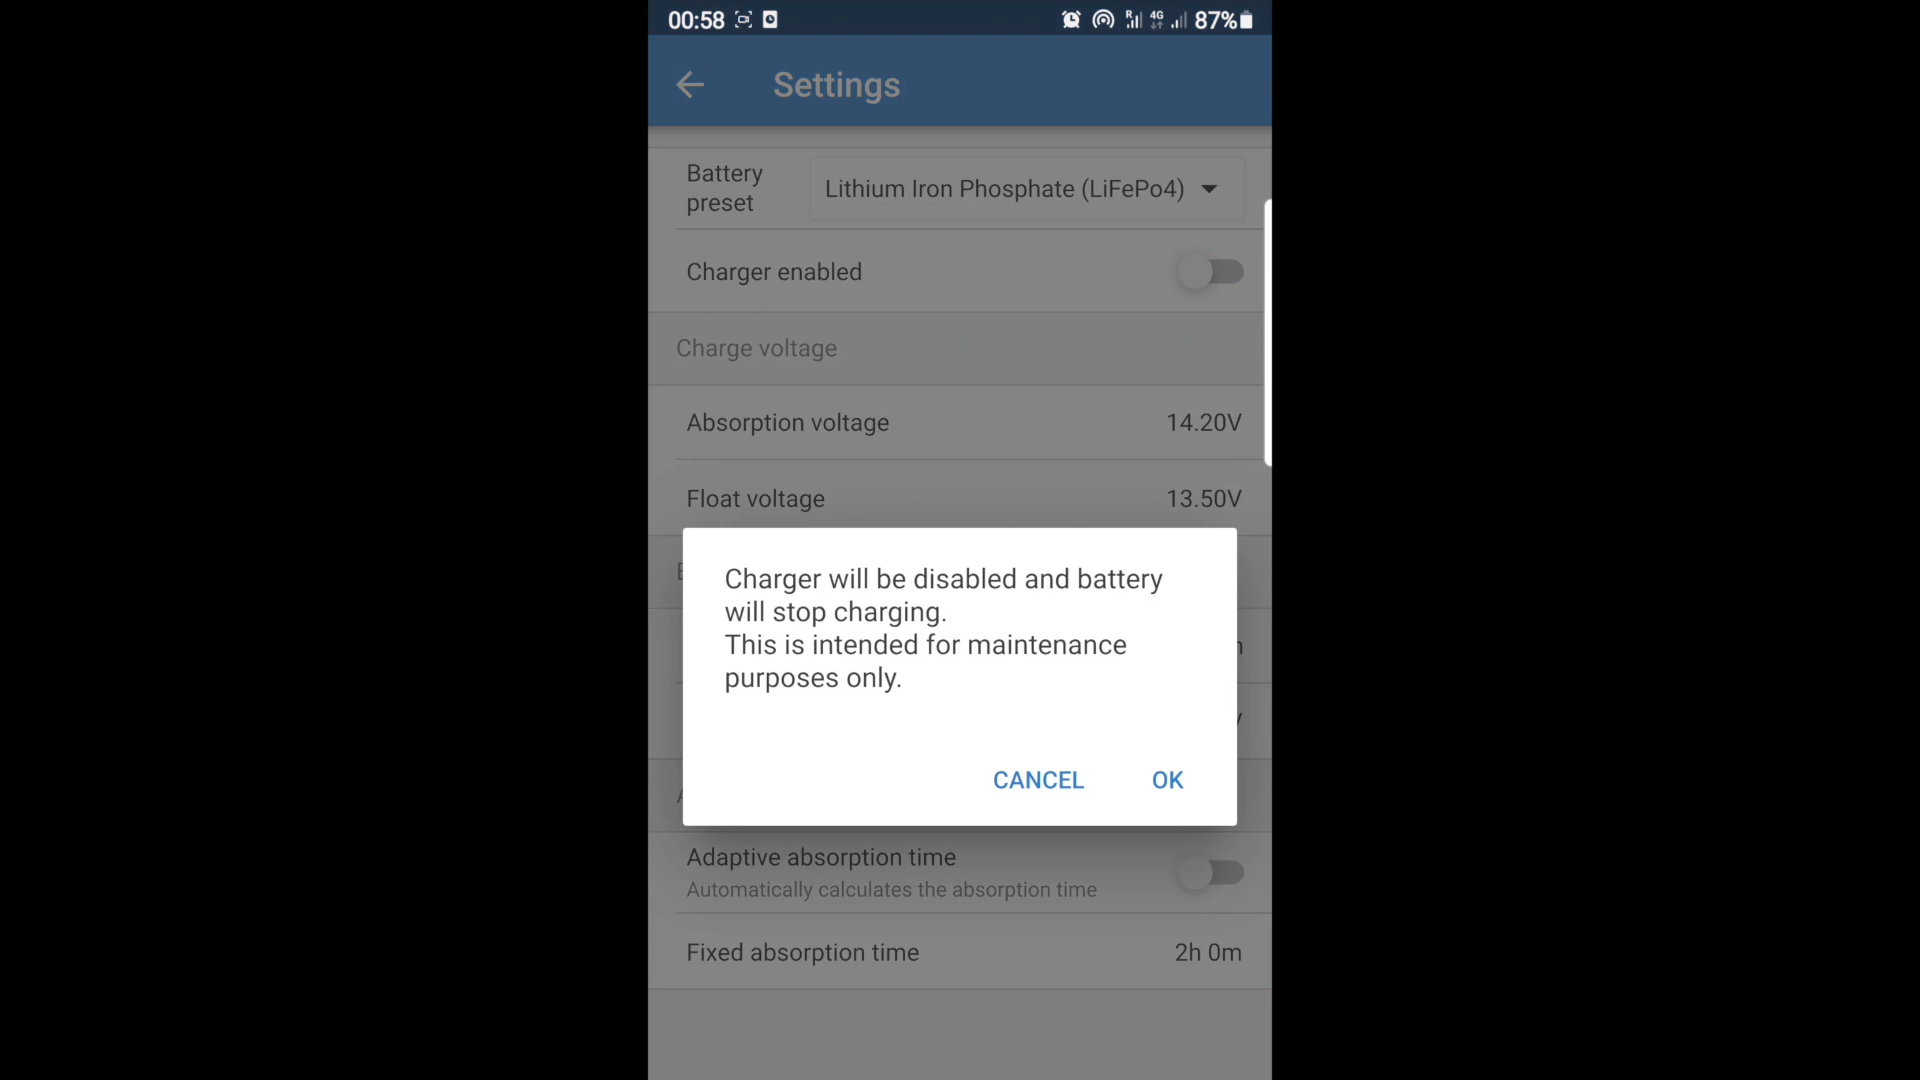 00:58 R 4G 87%
Settings
Battery
preset
Lithium Iron Phosphate (LiFePo4)
Charger enabled
Charge voltage
Absorption voltage 14.20V
Float voltage 13.50V
Charger will be disabled and battery
will stop charging.
This is intended for maintenance
purposes only.
CANCEL OK
Adaptive absorption time
Automatically calculates the absorption time
Fixed absorption time 2h 0m